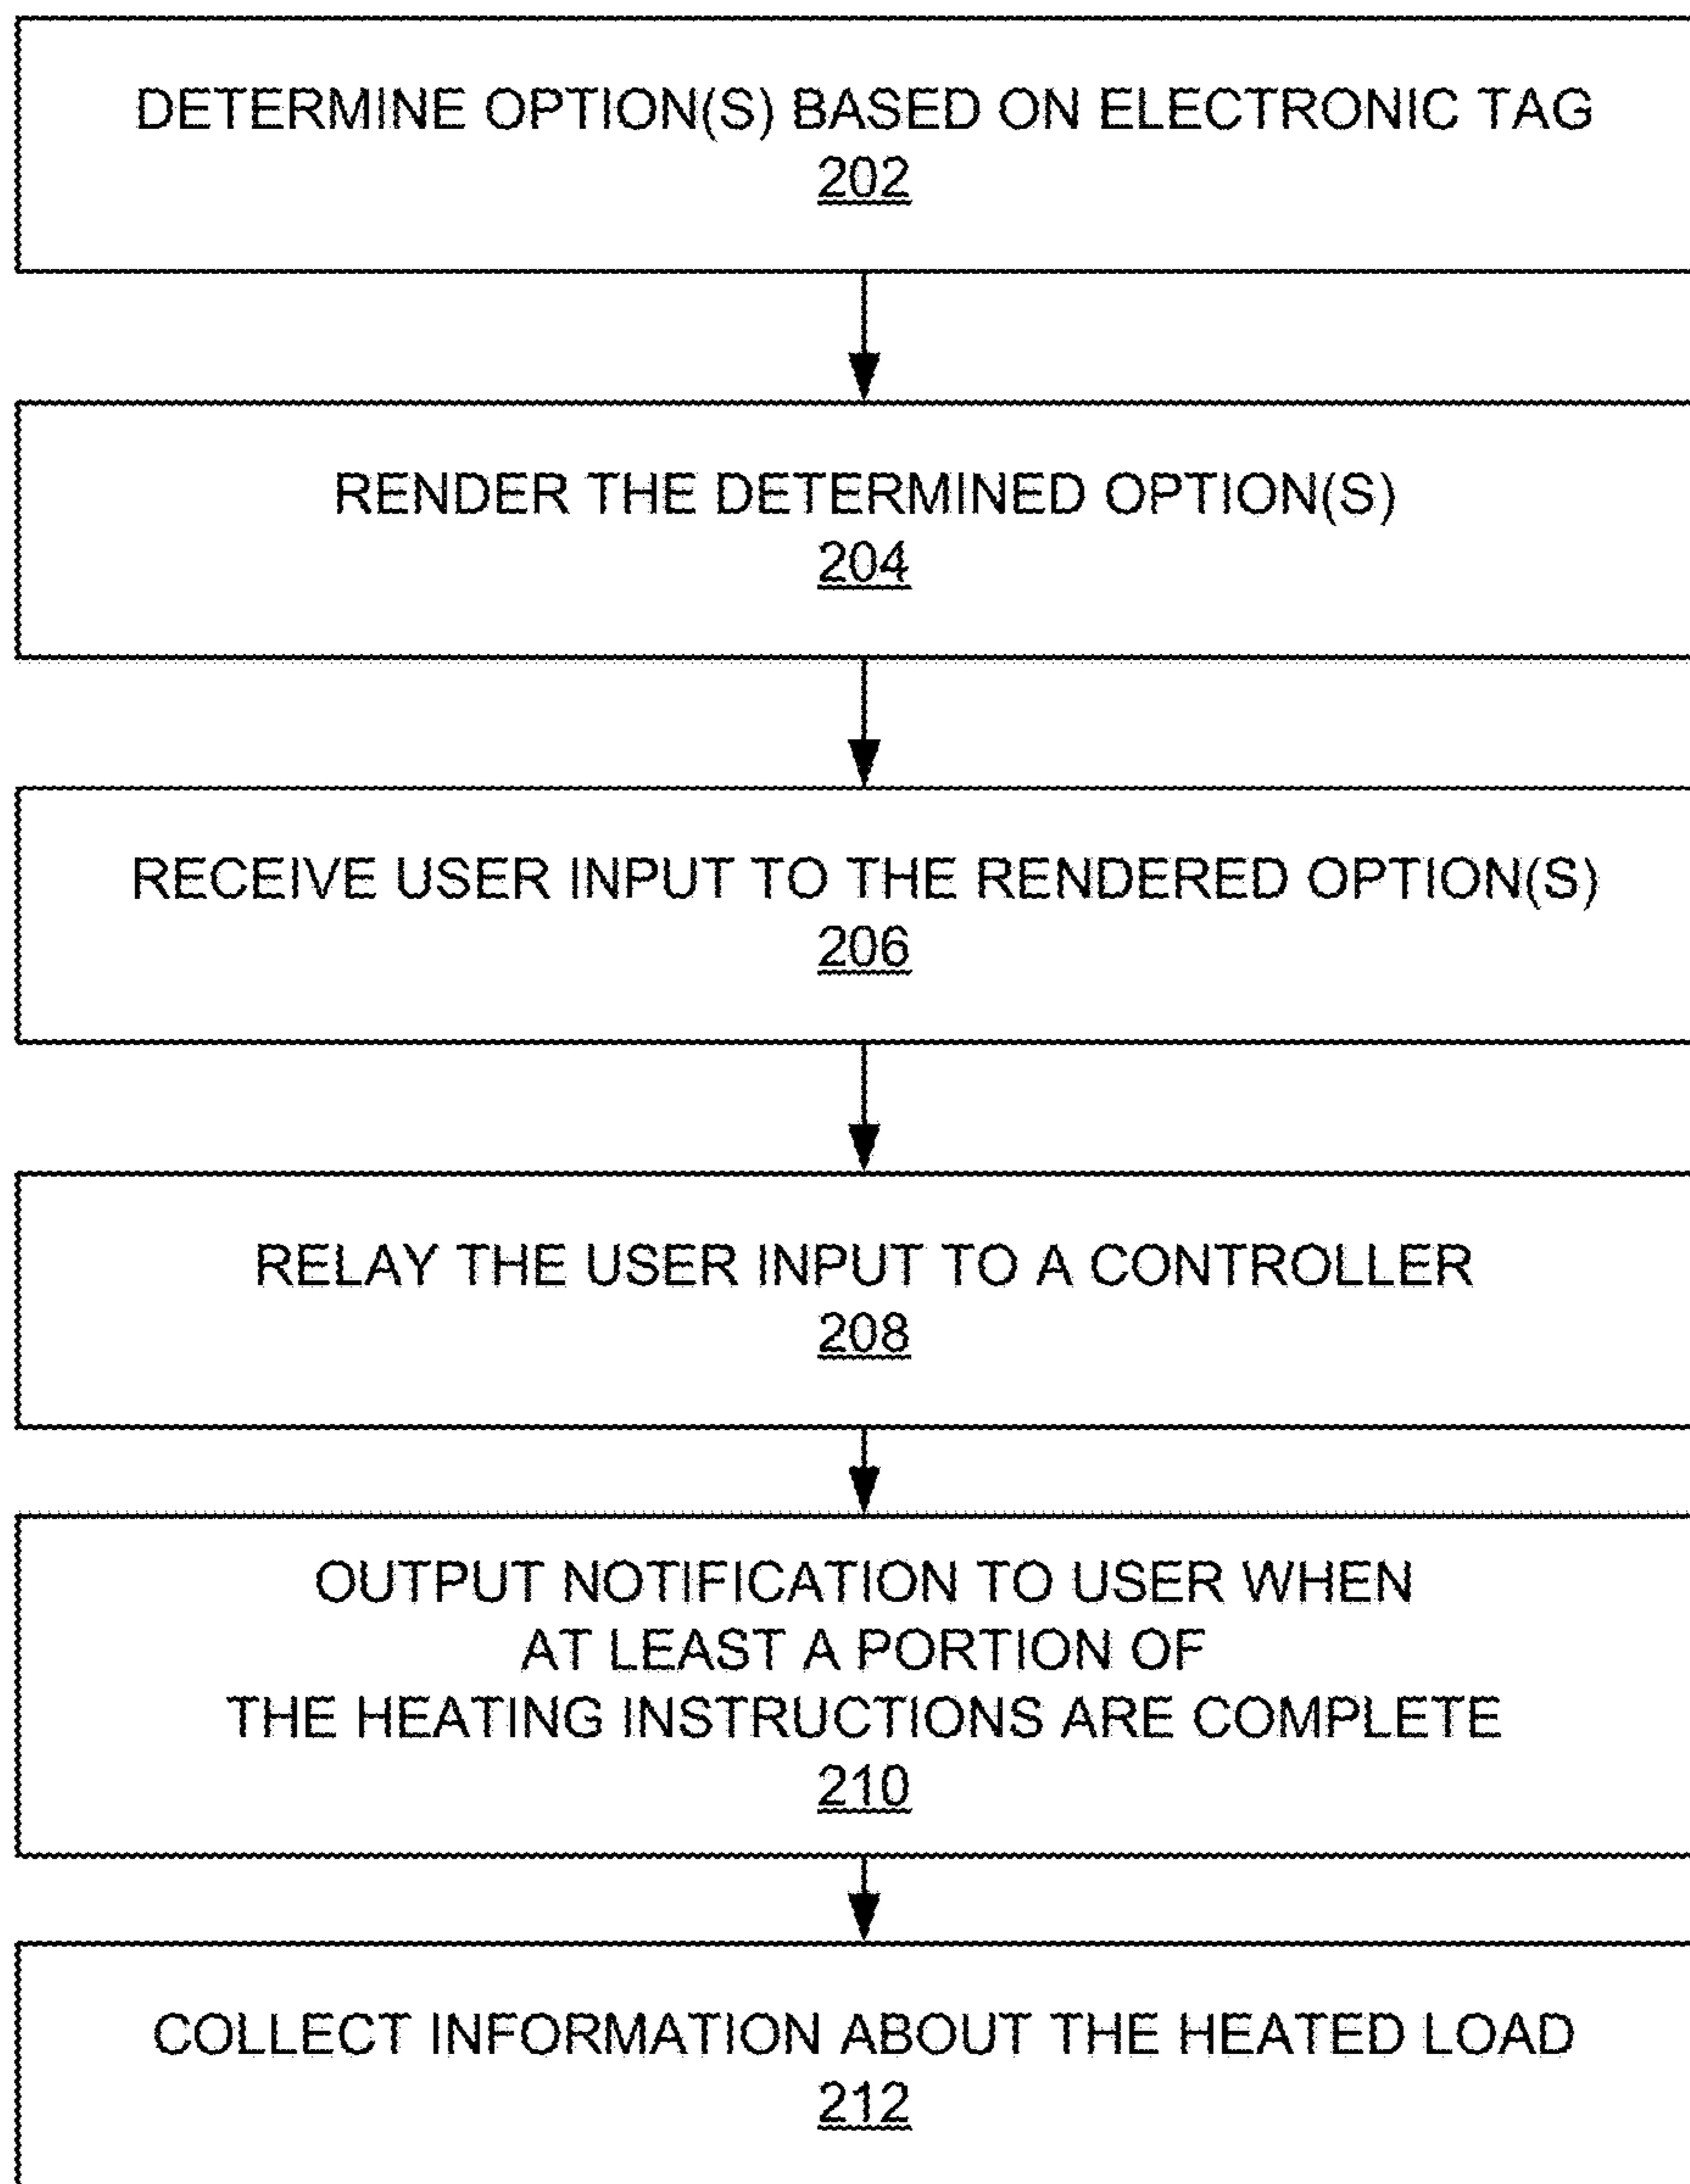 DETERMINE OPTION(S) BASED ON ELECTRONIC TAG
202
RENDER THE DETERMINED OPTION(S)
204
RECEIVE USER INPUT TO THE RENDERED OPTION(S)
206
RELAY THE USER INPUT TO A CONTROLLER
208
OUTPUT NOTIFICATION TO USER WHEN
AT LEAST A PORTION OF
THE HEATING INSTRUCTIONS ARE COMPLETE
210
COLLECT INFORMATION ABOUT THE HEATED LOAD
212